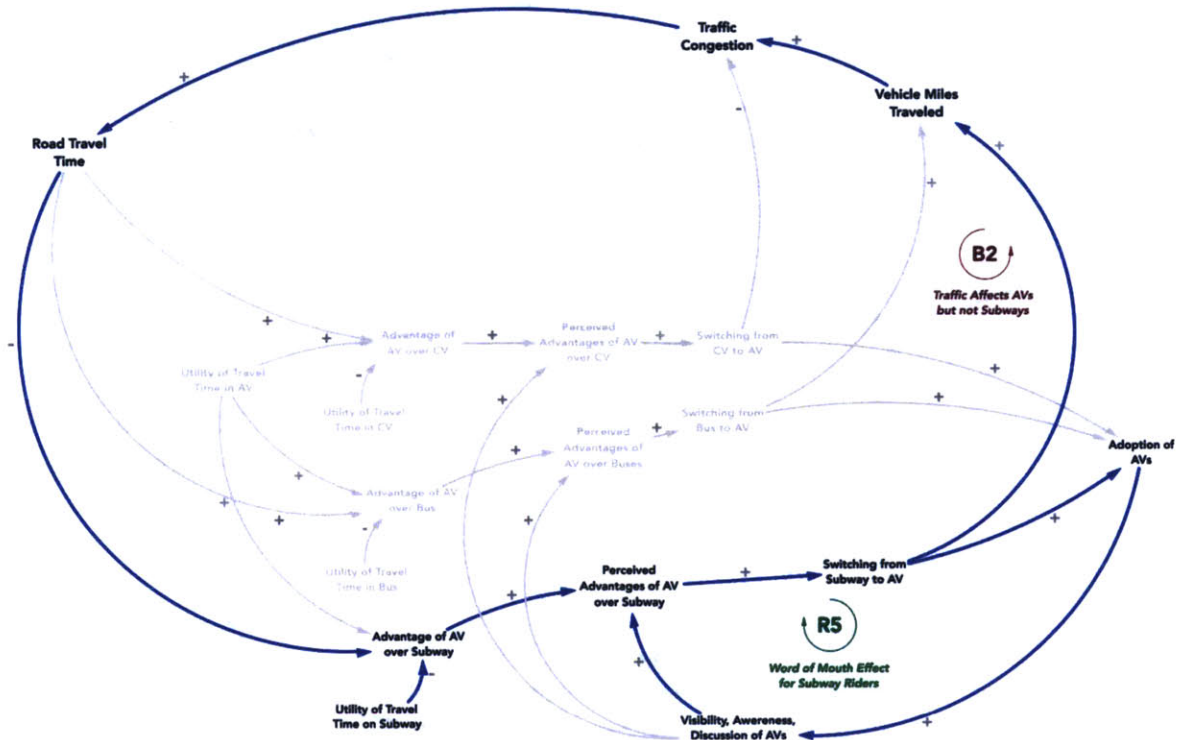 Traffic
Congestion
+
+
Vehicle Miles
Traveled
-
Road Travel
Time
+
+
B2
Traffic Affects AVs
but not Subways
+
+
-
Advantage of
AV over CV
+
Perceived
Advantages of AV
over CV
+
Switching from
CV to AV
+
Utility of Travel
Time in AV
-
Utility of Travel
Time in CV
+
+
Switching from
Bus to AV
+
Perceived
Advantages of
AV over Buses
+
Adoption of
AVs
+
Advantage of AV
over Bus
+
+
-
+
+
Utility of Travel
Time in Bus
Perceived
Advantages of AV
over Subway
+
Switching from
Subway to AV
+
R5
Word of Mouth Effect
for Subway Riders
Advantage of AV
over Subway
+
-
Utility of Travel
Time on Subway
Visibility, Awereness,
Discussion of AVs
+